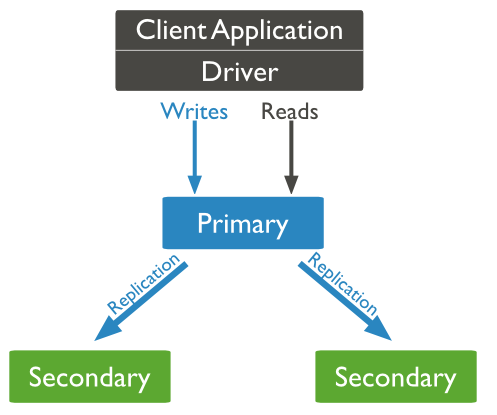 Client Application
Driver
Writes
Reads
Primary
Replication
Replication
Secondary
Secondary